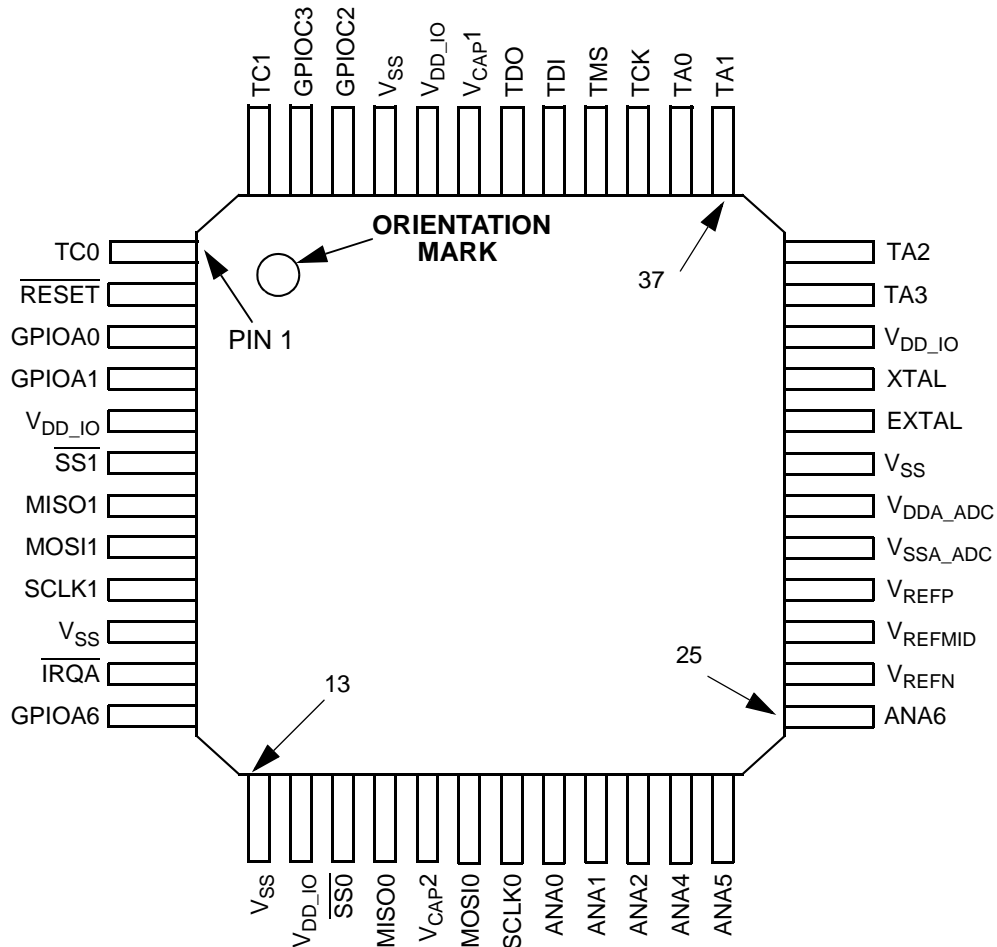 TC1
GPIOC3
GPIOC2
VSS
VDD_IO
VCAP1
TDO
TDI
TMS
TCK
TA0
TA1
ORIENTATION
MARK
37
PIN 1
TC0
RESET
GPIOA0
GPIOA1
VDD_IO
SS1
MISO1
MOSI1
SCLK1
VSS
IRQA
GPIOA6
TA2
TA3
VDD_IO
XTAL
EXTAL
VSS
VDDA_ADC
VSSA_ADC
VREFP
VREFMID
VREFN
ANA6
13
25
VSS
VDD_IO
SS0
MISO0
VCAP2
MOSI0
SCLK0
ANA0
ANA1
ANA2
ANA4
ANA5